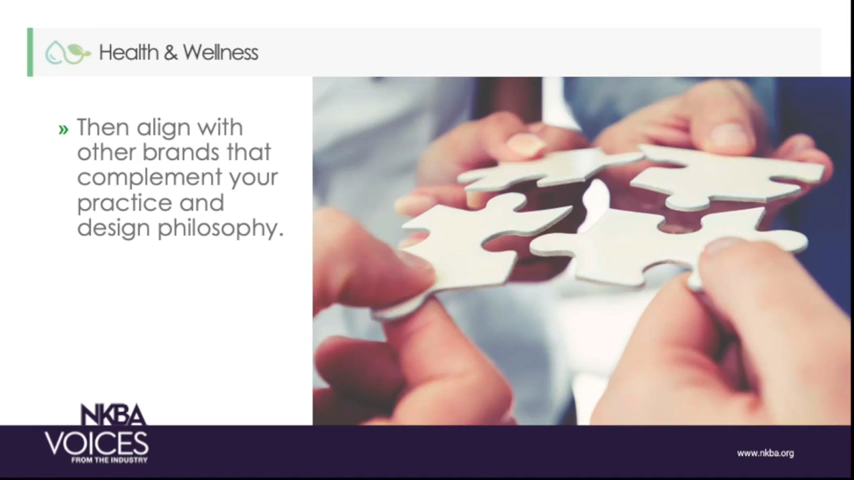 Health & Wellness
» Then align with
other brands that
complement your
practice and
design philosophy.
NKBA
VOICES
FROM THE INDUSTRY
www.nkba.org